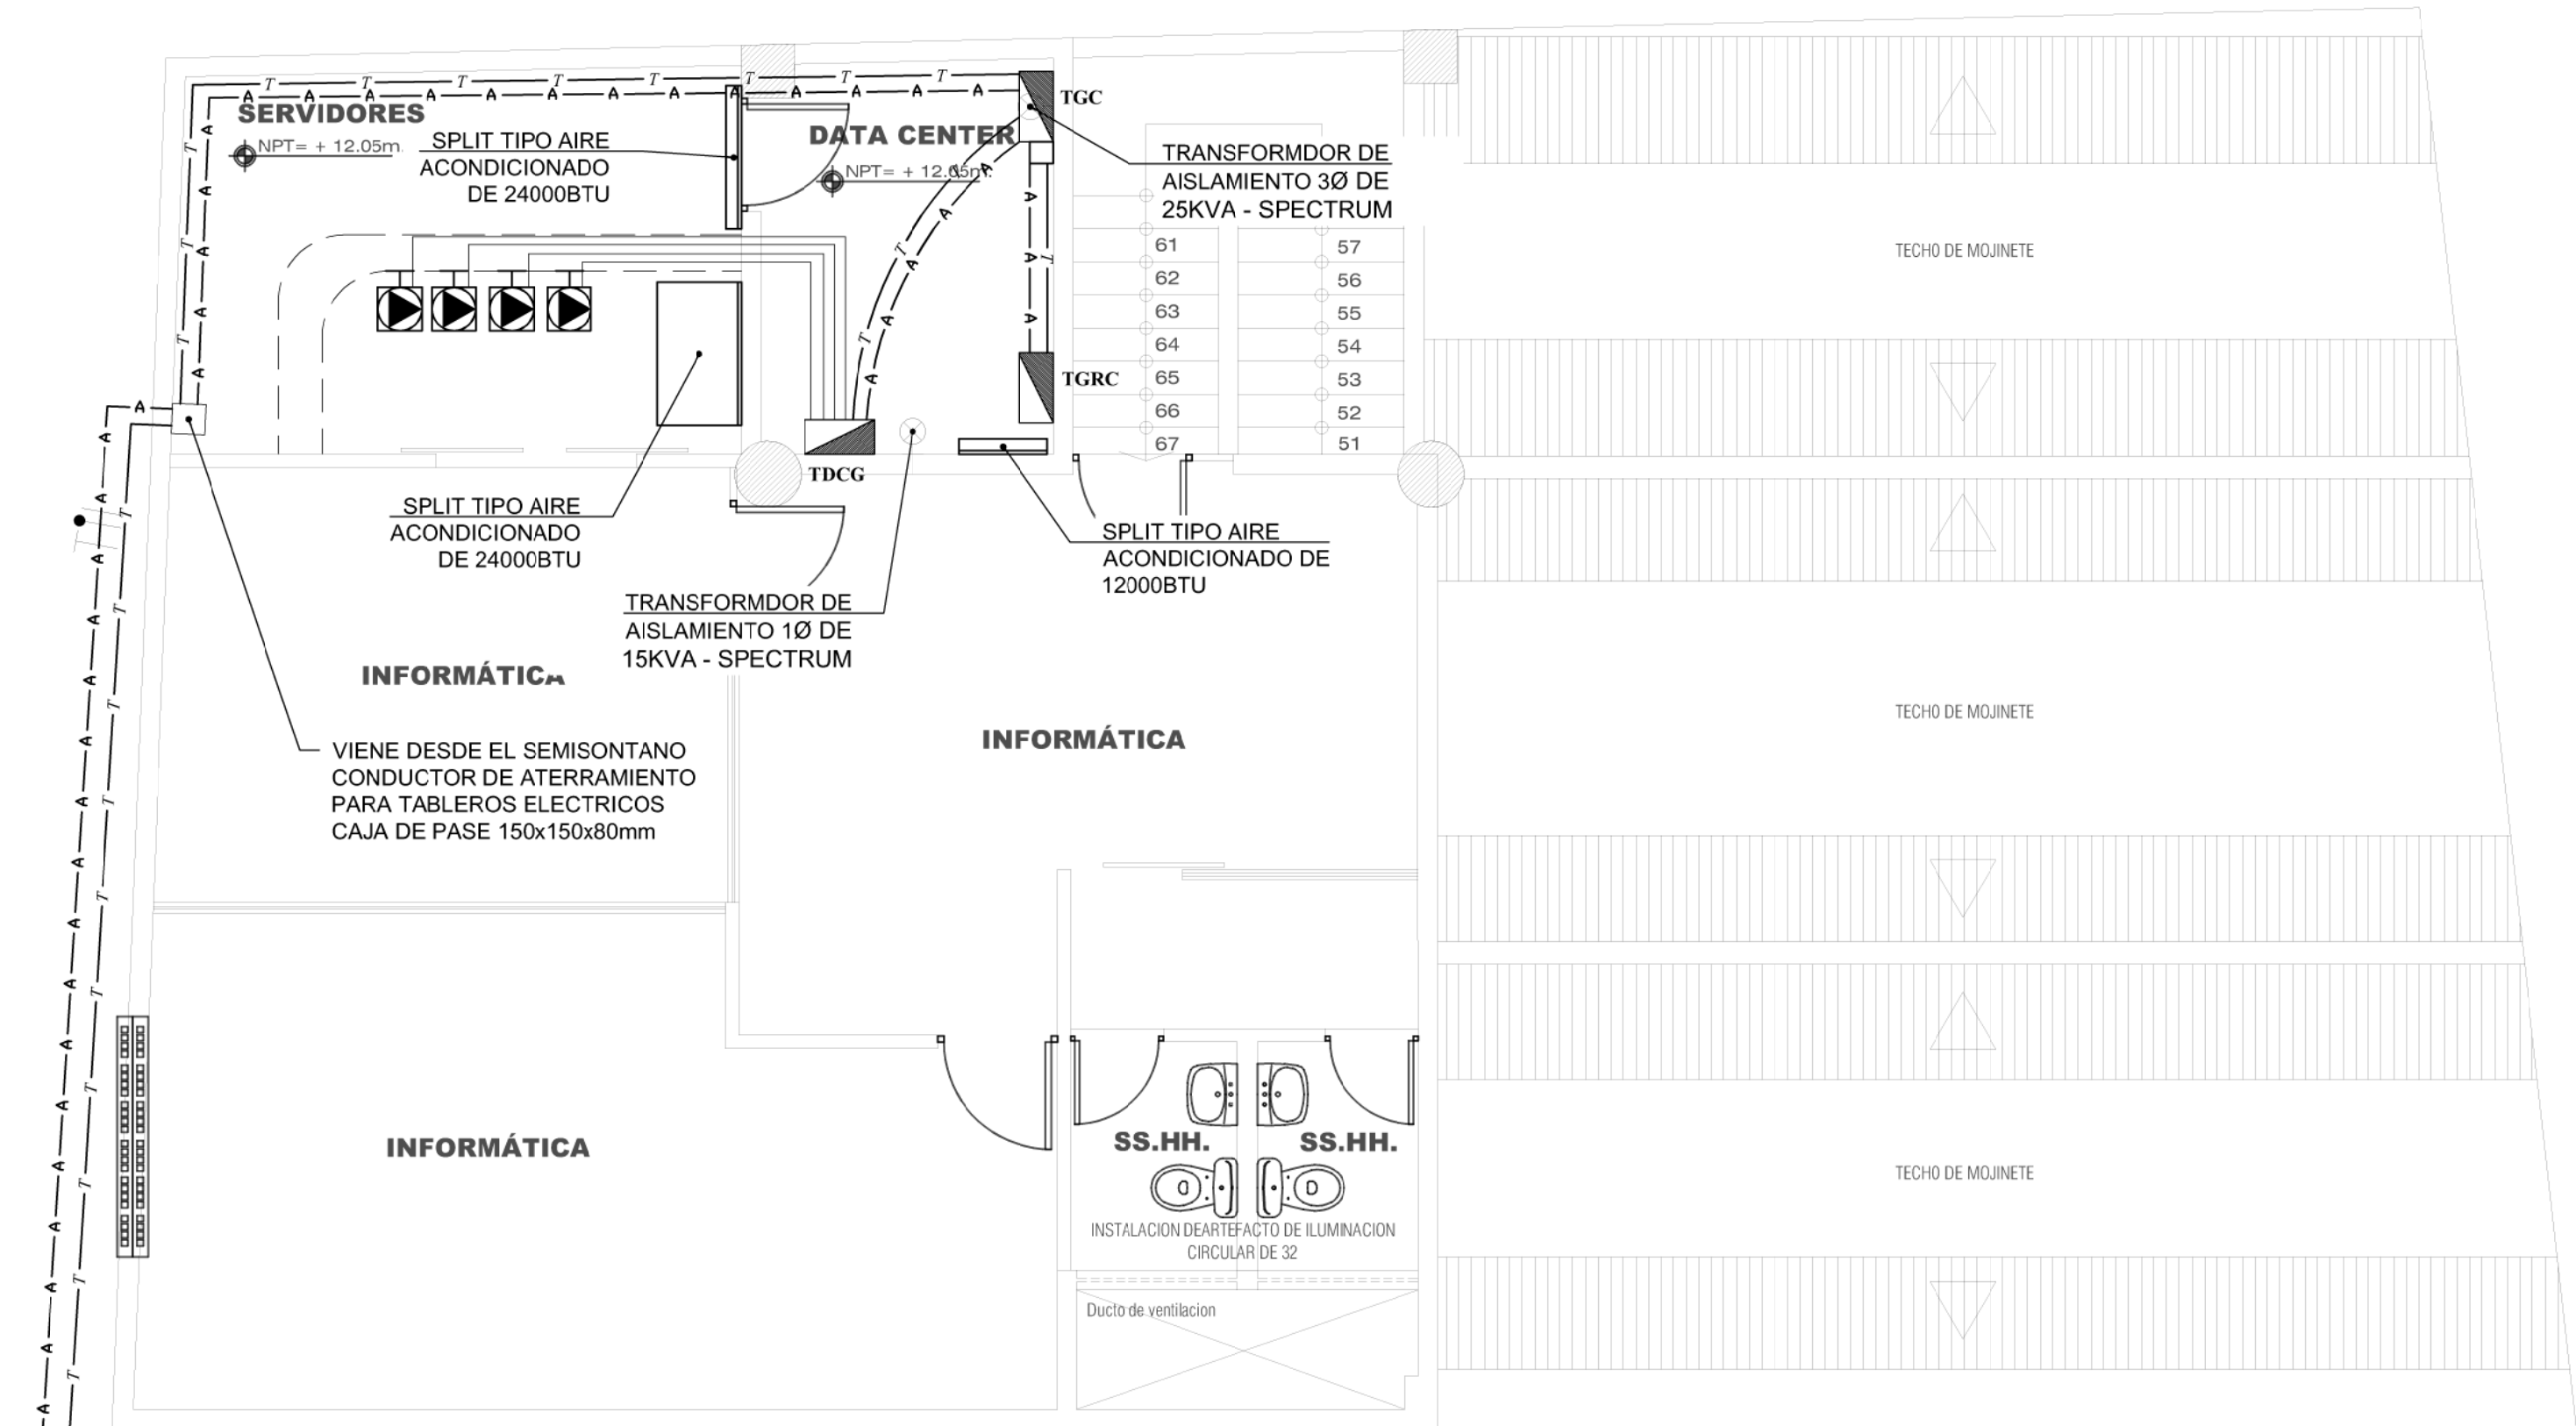 SERVIDORES
NPT= + 12.05m.
SPLIT TIPO AIRE
ACONDICIONADO
DE 24000BTU
DATA CENTER
NPT= + 12.05m.
TGC
TRANSFORMDOR DE
AISLAMIENTO 3Ø DE
25KVA - SPECTRUM
61
62
63
64
65
66
67
57
56
55
54
53
52
51
TGRC
TDCG
SPLIT TIPO AIRE
ACONDICIONADO
DE 24000BTU
TRANSFORMDOR DE
AISLAMIENTO 1Ø DE
15KVA - SPECTRUM
SPLIT TIPO AIRE
ACONDICIONADO DE
12000BTU
INFORMÁTICA
VIENE DESDE EL SEMISONTANO
CONDUCTOR DE ATERRAMIENTO
PARA TABLEROS ELECTRICOS
CAJA DE PASE 150x150x80mm
INFORMÁTICA
INFORMÁTICA
SS.HH.
SS.HH.
INSTALACION DEARTEFACTO DE ILUMINACION
CIRCULAR DE 32
Ducto de ventilacion
TECHO DE MOJINETE
TECHO DE MOJINETE
TECHO DE MOJINETE